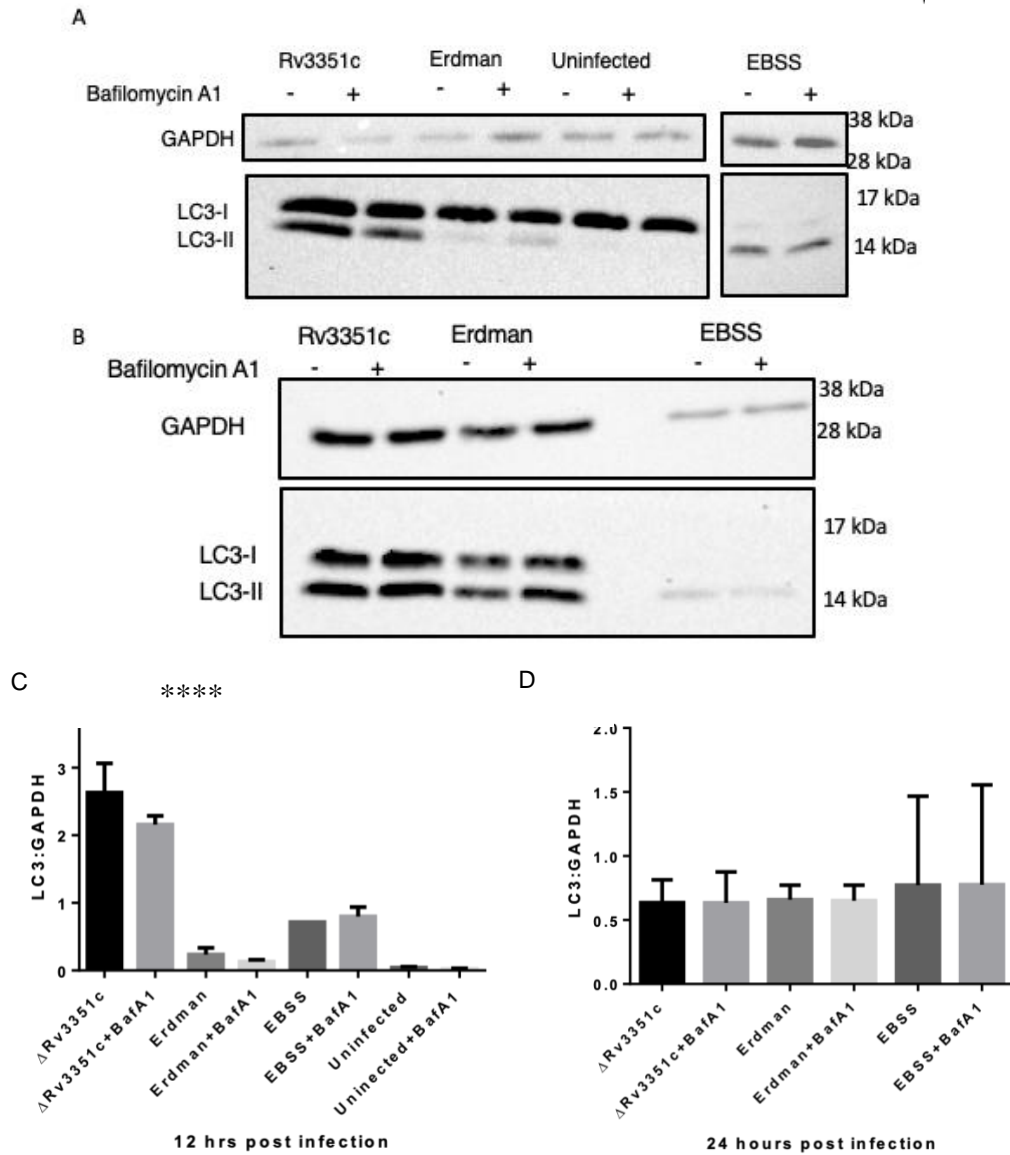 A
Rv3351c Erdman Uninfected EBSS
Bafilomycin A1 - + - + - + - +
GAPDH
38 kDa
28 kDa
LC3-I
LC3-II
17 kDa
14 kDa
B
Rv3351c Erdman EBSS
Bafilomycin A1 - + - + - +
GAPDH
38 kDa
28 kDa
LC3-I
LC3-II
17 kDa
14 kDa
C
****
LC3:GAPDH
3
2
1
0
ΔRv3351c
ΔRv3351c+BafA1
Erdman
Erdman+BafA1
EBSS
EBSS+BafA1
Uninfected
Uninected+BafA1
12 hrs post infection
D
LC3:GAPDH
2.0
1.5
1.0
0.5
0.0
ΔRv3351c
ΔRv3351c+BafA1
Erdman
Erdman+BafA1
EBSS
EBSS+BafA1
24 hours post infection